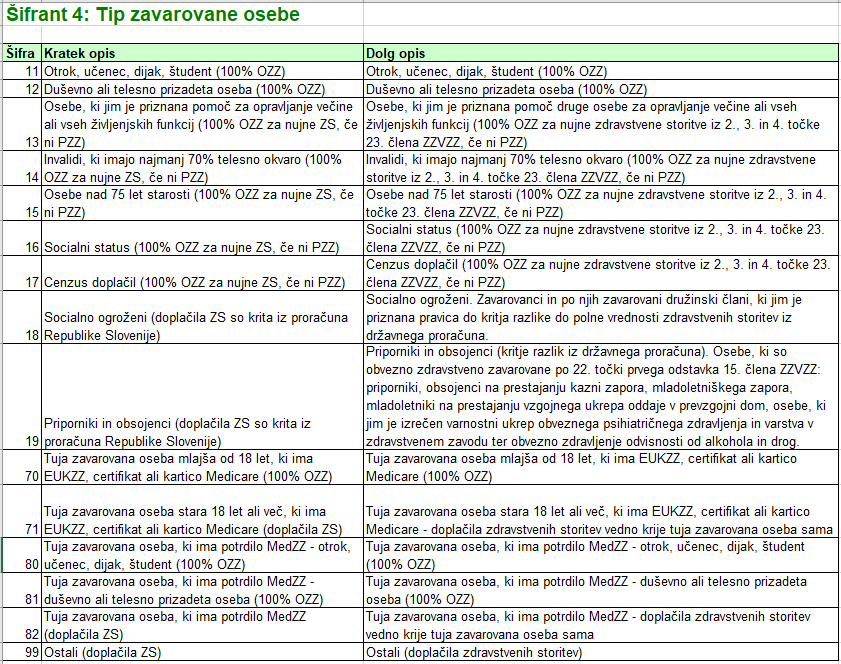 Šifrant 4: Tip zavarovane osebe
Šifra Kratek opis Dolg opis
11 Otrok, učenec, dijak, študent (100% OZZ) Otrok, učenec, dijak, študent (100% OZZ)
12 Duševno ali telesno prizadeta oseba (100% OZZ) Duševno ali telesno prizadeta oseba (100% OZZ)
Osebe, ki jim je priznana pomoč za opravljanje večine
ali vseh življenjskih funkcij (100% OZZ za nujne ZS, če
13 ni PZZ)
Osebe, ki jim je priznana pomoč druge osebe za opravljanje večine ali vseh
življenjskih funkcij (100% OZZ za nujne zdravstvene storitve iz 2., 3. in 4. točke
23. člena ZZVZZ, če ni PZZ)
Invalidi, ki imajo najmanj 70% telesno okvaro (100%
14 OZZ za nujne ZS, če ni PZZ)
Invalidi, ki imajo najmanj 70% telesno okvaro (100% OZZ za nujne zdravstvene
storitve iz 2., 3. in 4. točke 23. člena ZZVZZ, če ni PZZ)
Osebe nad 75 let starosti (100% OZZ za nujne ZS, če
15 ni PZZ)
Osebe nad 75 let starosti (100% OZZ za nujne zdravstvene storitve iz 2., 3. in 4.
točke 23. člena ZZVZZ, če ni PZZ)
16 Socialni status (100% OZZ za nujne ZS, če ni PZZ)
Socialni status (100% OZZ za nujne zdravstvene storitve iz 2., 3. in 4. točke 23.
člena ZZVZZ, če ni PZZ)
17 Cenzus doplačil (100% OZZ za nujne ZS, če ni PZZ)
Cenzus doplačil (100% OZZ za nujne zdravstvene storitve iz 2., 3. in 4. točke 23.
člena ZZVZZ, če ni PZZ)
Socialno ogroženi (doplačila ZS so krita iz proračuna
18 Republike Slovenije)
Socialno ogroženi. Zavarovanci in po njih zavarovani družinski člani, ki jim je
priznana pravica do kritja razlike do polne vrednosti zdravstvenih storitev iz
državnega proračuna.
Priporniki in obsojenci (doplačila ZS so krita iz
19 proračuna Republike Slovenije)
Priporniki in obsojenci (kritje razlik iz državnega proračuna). Osebe, ki so
obvezno zdravstveno zavarovane po 22. točki prvega odstavka 15. člena ZZVZZ:
priporniki, obsojenci na prestajanju kazni zapora, mladoletniškega zapora,
mladoletniki na prestajanju vzgojnega ukrepa oddaje v prevzgojni dom, osebe, ki
jim je izrečen varnostni ukrep obveznega psihiatričnega zdravljenja in varstva v
zdravstvenem zavodu ter obvezno zdravljenje odvisnosti od alkohola in drog.
Tuja zavarovana oseba mlajša od 18 let, ki ima
70 EUKZZ, certifikat ali kartico Medicare (100% OZZ)
Tuja zavarovana oseba mlajša od 18 let, ki ima EUKZZ, certifikat ali kartico
Medicare (100% OZZ)
Tuja zavarovana oseba stara 18 let ali več, ki ima
71 EUKZZ, certifikat ali kartico Medicare (doplačila ZS)
Tuja zavarovana oseba stara 18 let ali več, ki ima EUKZZ, certifikat ali kartico
Medicare - doplačila zdravstvenih storitev vedno krije tuja zavarovana oseba sama
Tuja zavarovana oseba, ki ima potrdilo MedZZ - otrok,
80 učenec, dijak, študent (100% OZZ)
Tuja zavarovana oseba, ki ima potrdilo MedZZ - otrok, učenec, dijak, študent
(100% OZZ)
Tuja zavarovana oseba, ki ima potrdilo MedZZ -
81 duševno ali telesno prizadeta oseba (100% OZZ)
Tuja zavarovana oseba, ki ima potrdilo MedZZ - duševno ali telesno prizadeta
oseba (100% OZZ)
Tuja zavarovana oseba, ki ima potrdilo MedZZ
82 (doplačila ZS)
Tuja zavarovana oseba, ki ima potrdilo MedZZ - doplačila zdravstvenih storitev
vedno krije tuja zavarovana oseba sama
99 Ostali (doplačila ZS) Ostali (doplačila zdravstvenih storitev)